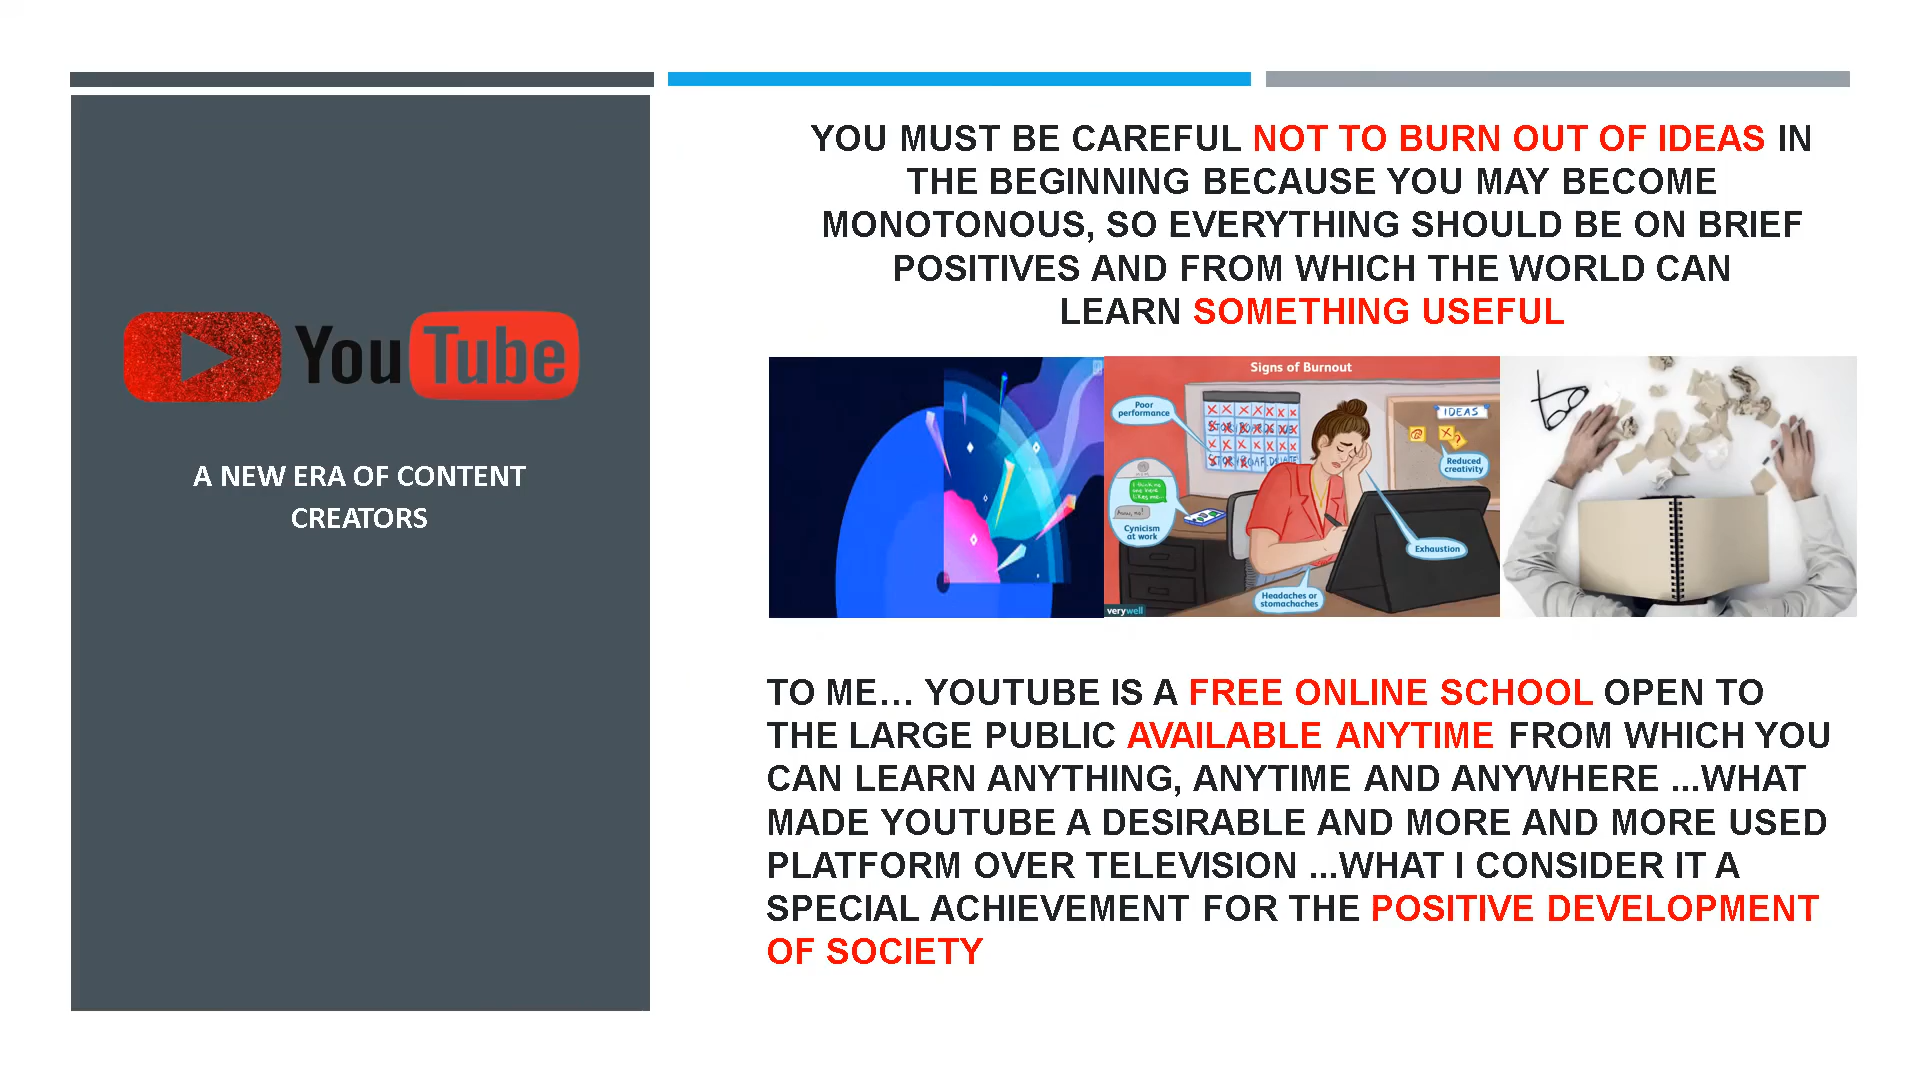 YouTube
A NEW ERA OF CONTENT
CREATORS
YOU MUST BE CAREFUL NOT TO BURN OUT OF IDEAS IN
THE BEGINNING BECAUSE YOU MAY BECOME
MONOTONOUS, SO EVERYTHING SHOULD BE ON BRIEF
POSITIVES AND FROM WHICH THE WORLD CAN
LEARN SOMETHING USEFUL
Signs of Burnout
Poor
performance
IDEAS
Reduced
creativity
Cynicism
at work
Exhaustion
Headaches or
stomachaches
verywell
TO ME... YOUTUBE IS A FREE ONLINE SCHOOL OPEN TO
THE LARGE PUBLIC AVAILABLE ANYTIME FROM WHICH YOU
CAN LEARN ANYTHING, ANYTIME AND ANYWHERE ...WHAT
MADE YOUTUBE A DESIRABLE AND MORE AND MORE USED
PLATFORM OVER TELEVISION ...WHAT I CONSIDER IT A
SPECIAL ACHIEVEMENT FOR THE POSITIVE DEVELOPMENT
OF SOCIETY